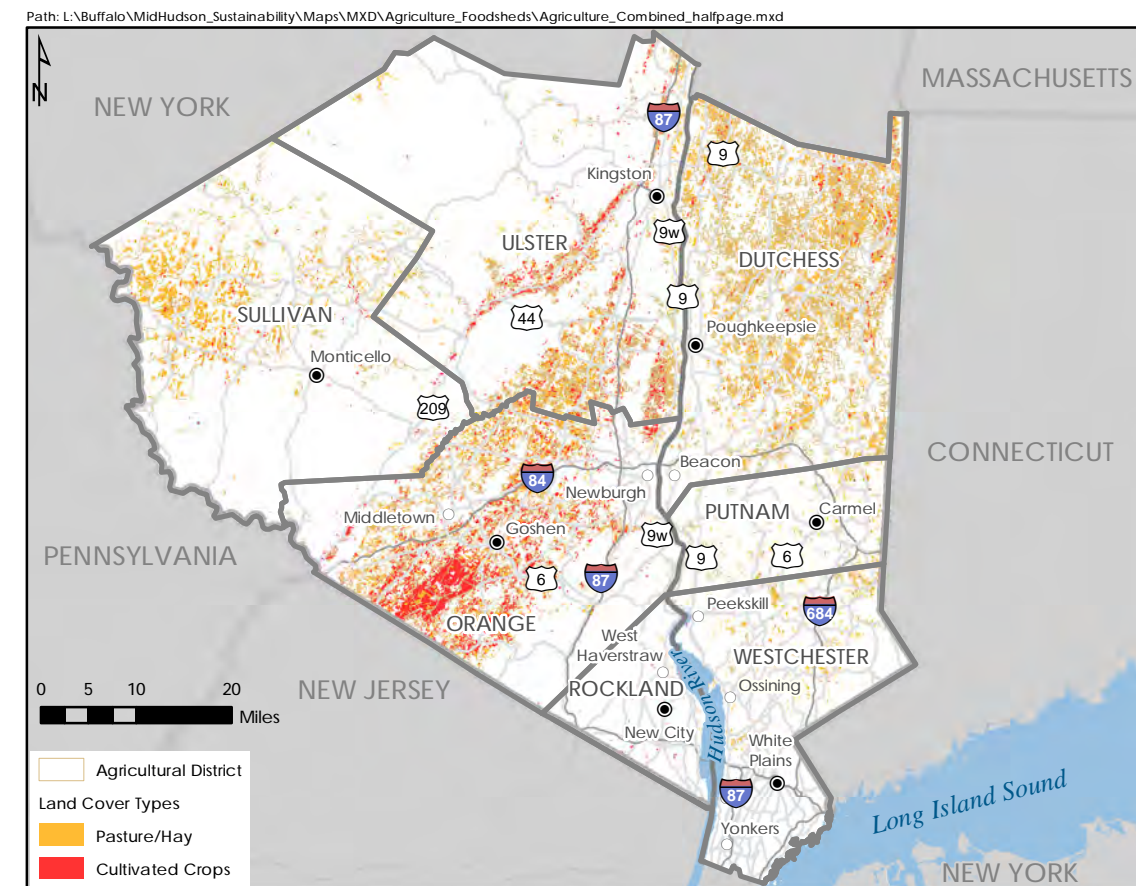 Path: L:\Buffalo\MidHudson_Sustainability\Maps\MXD\Agriculture_Foodsheds\Agriculture_Combined_halfpage.mxd
N
NEW YORK
MASSACHUSETTS
87
9
Kingston
9w
ULSTER
DUTCHESS
9
44
SULLIVAN
Poughkeepsie
Monticello
209
CONNECTICUT
Beacon
84
Newburgh
PUTNAM
Carmel
Middletown
Goshen
9w
9
6
PENNSYLVANIA
6
87
Peekskill
684
ORANGE
West
Haverstraw
WESTCHESTER
Hudson River
ROCKLAND
Ossining
NEW JERSEY
0 5 10 20
Miles
New City
White
Plains
87
Yonkers
Long Island Sound
NEW YORK
Agricultural District
Land Cover Types
Pasture/Hay
Cultivated Crops